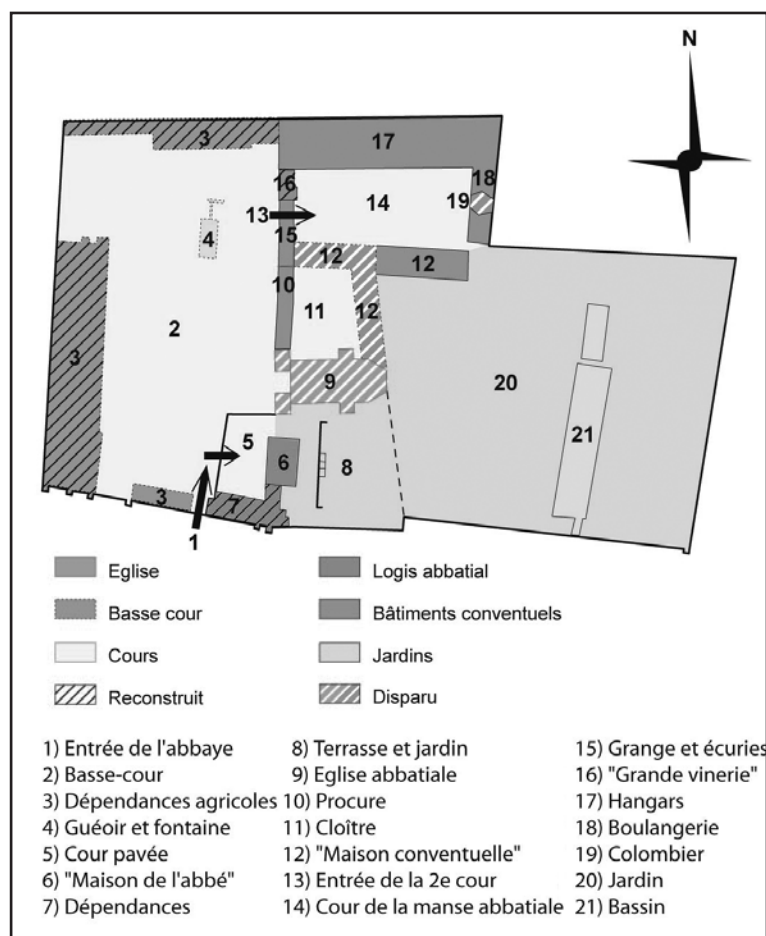 N
3
17
16
18
13
14
19
4
15
12
12
10
2
11
12
3
9
20
21
5
6
8
3
7
1
Eglise
Logis abbatial
Basse cour
Bâtiments conventuels
Cours
Jardins
Reconstruit
Disparu
1) Entrée de l'abbaye
8) Terrasse et jardin
15) Grange et écuries
2) Basse-cour
9) Eglise abbatiale
16) "Grande vinerie"
3) Dépendances agricoles
10) Procure
17) Hangars
4) Guéoir et fontaine
11) Cloître
18) Boulangerie
5) Cour pavée
12) "Maison conventuelle"
19) Colombier
6) "Maison de l'abbé"
13) Entrée de la 2e cour
20) Jardin
7) Dépendances
14) Cour de la manse abbatiale
21) Bassin